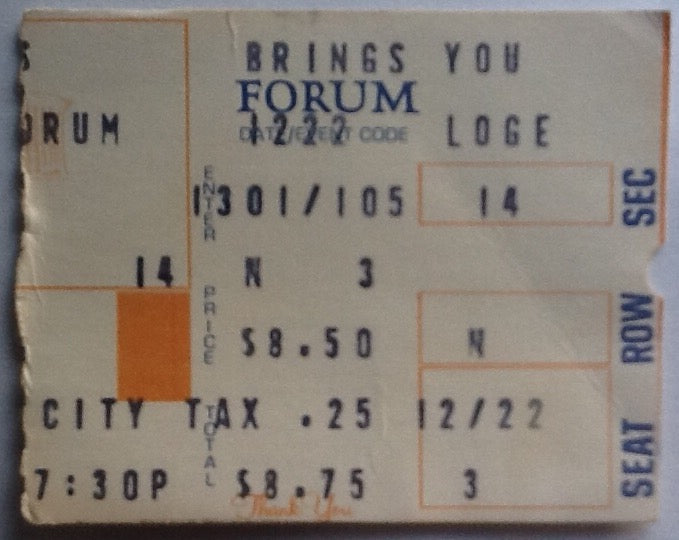 S BRINGS YOU
FORUM
ORUM 1222 LOGE
DATE/EVENT CODE
ENTER 1301/105 14 SEC
14 N 3
PRICE $8.50 N ROW
CITY TAX .25 12/22
TOTAL
7:30P $8.75 3 SEAT
Thank You